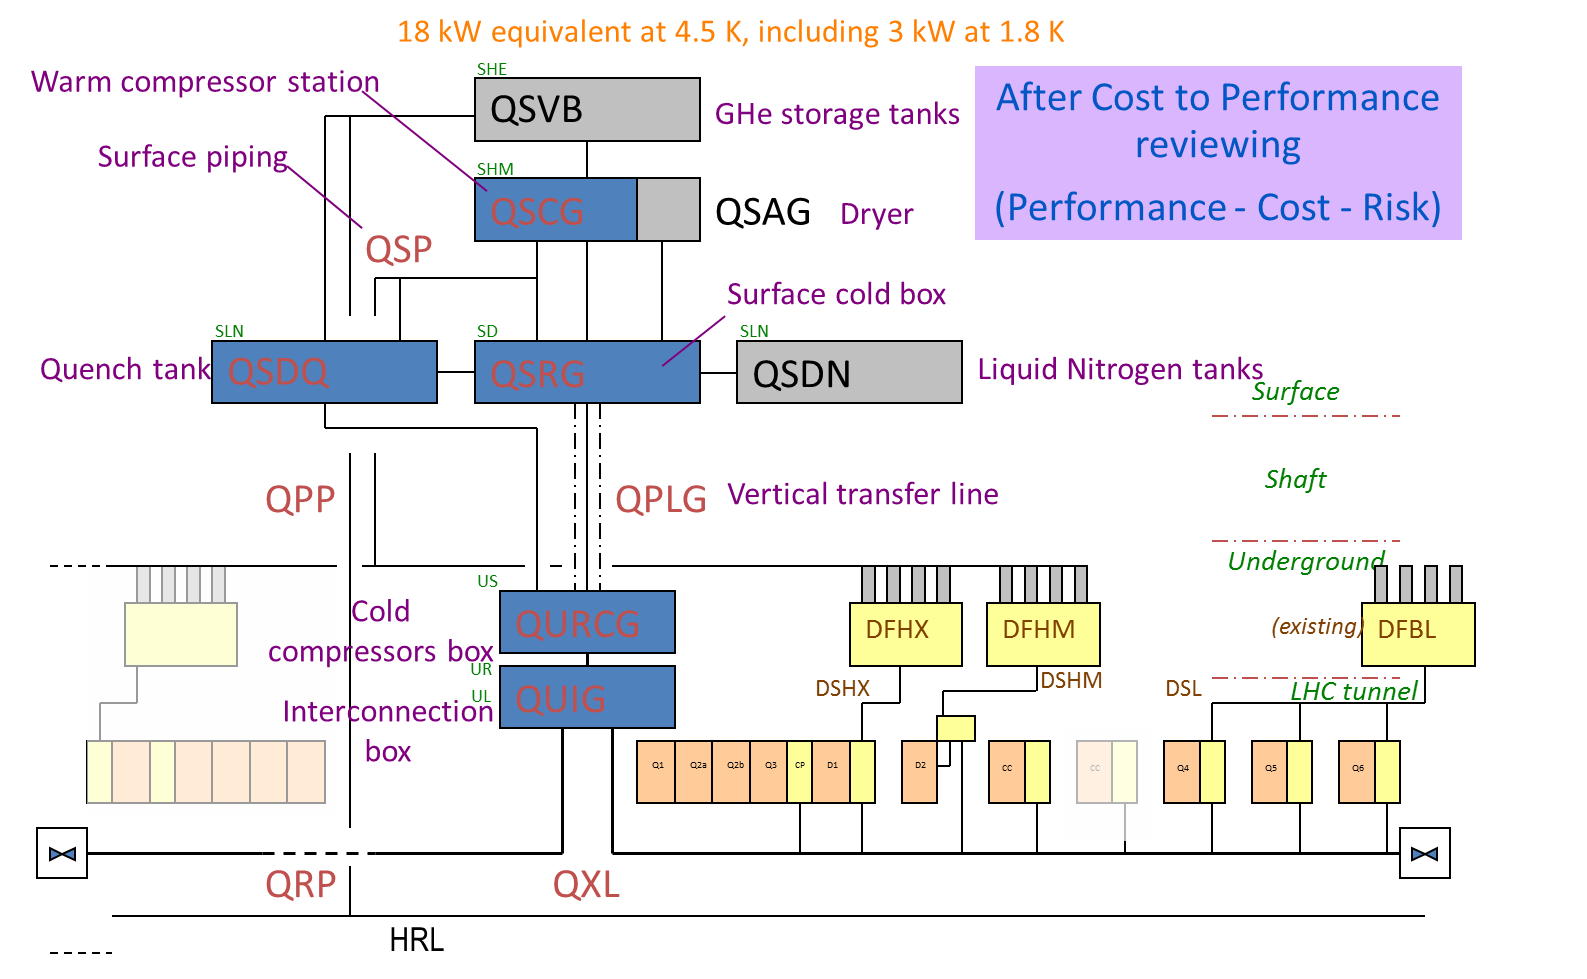 18 kW equivalent at 4.5 K, including 3 kW at 1.8 K
SHE
Warm compressor station
QSVB
GHe storage tanks
After Cost to Performance
reviewing
(Performance - Cost - Risk)
Surface piping
SHM
QSCG
QSAG
Dryer
QSP
Surface cold box
SLN
SD
SLN
Quench tank
QSDQ
QSRG
QSDN
Liquid Nitrogen tanks
Surface
Shaft
QPP
QPLG
Vertical transfer line
Underground
US
Cold
compressors box
QURCG
DFHX
DFHM
(existing)
DFBL
UR
UL
QUIG
Interconnection
box
DSHX
DSHM
DSL
LHC tunnel
Q1
Q2a
Q2b
Q3
CP
D1
D2
CC
CC
Q4
Q5
Q6
QRP
QXL
HRL